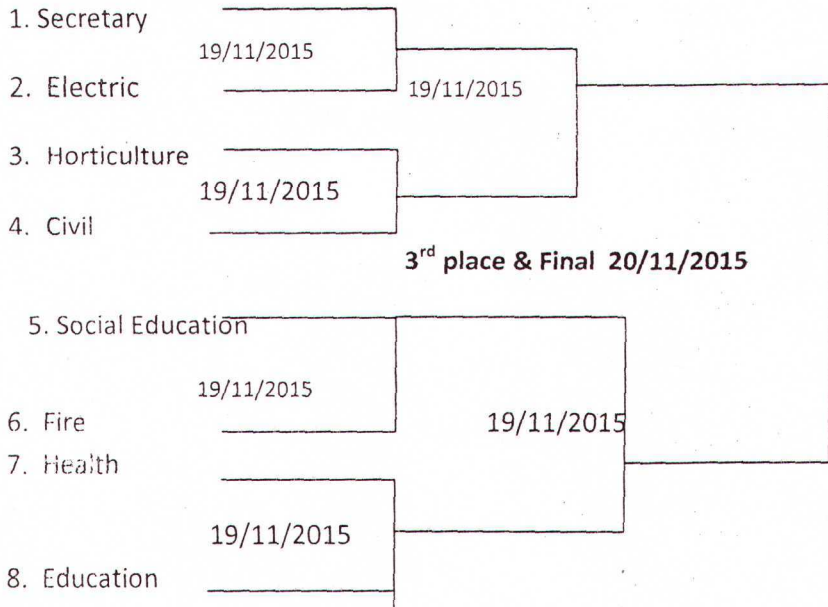 1. Secretary
19/11/2015
2. Electric
19/11/2015
3. Horticulture
19/11/2015
4. Civil
3rd place & Final 20/11/2015
5. Social Education
19/11/2015
6. Fire
19/11/2015
7. Health
19/11/2015
8. Education